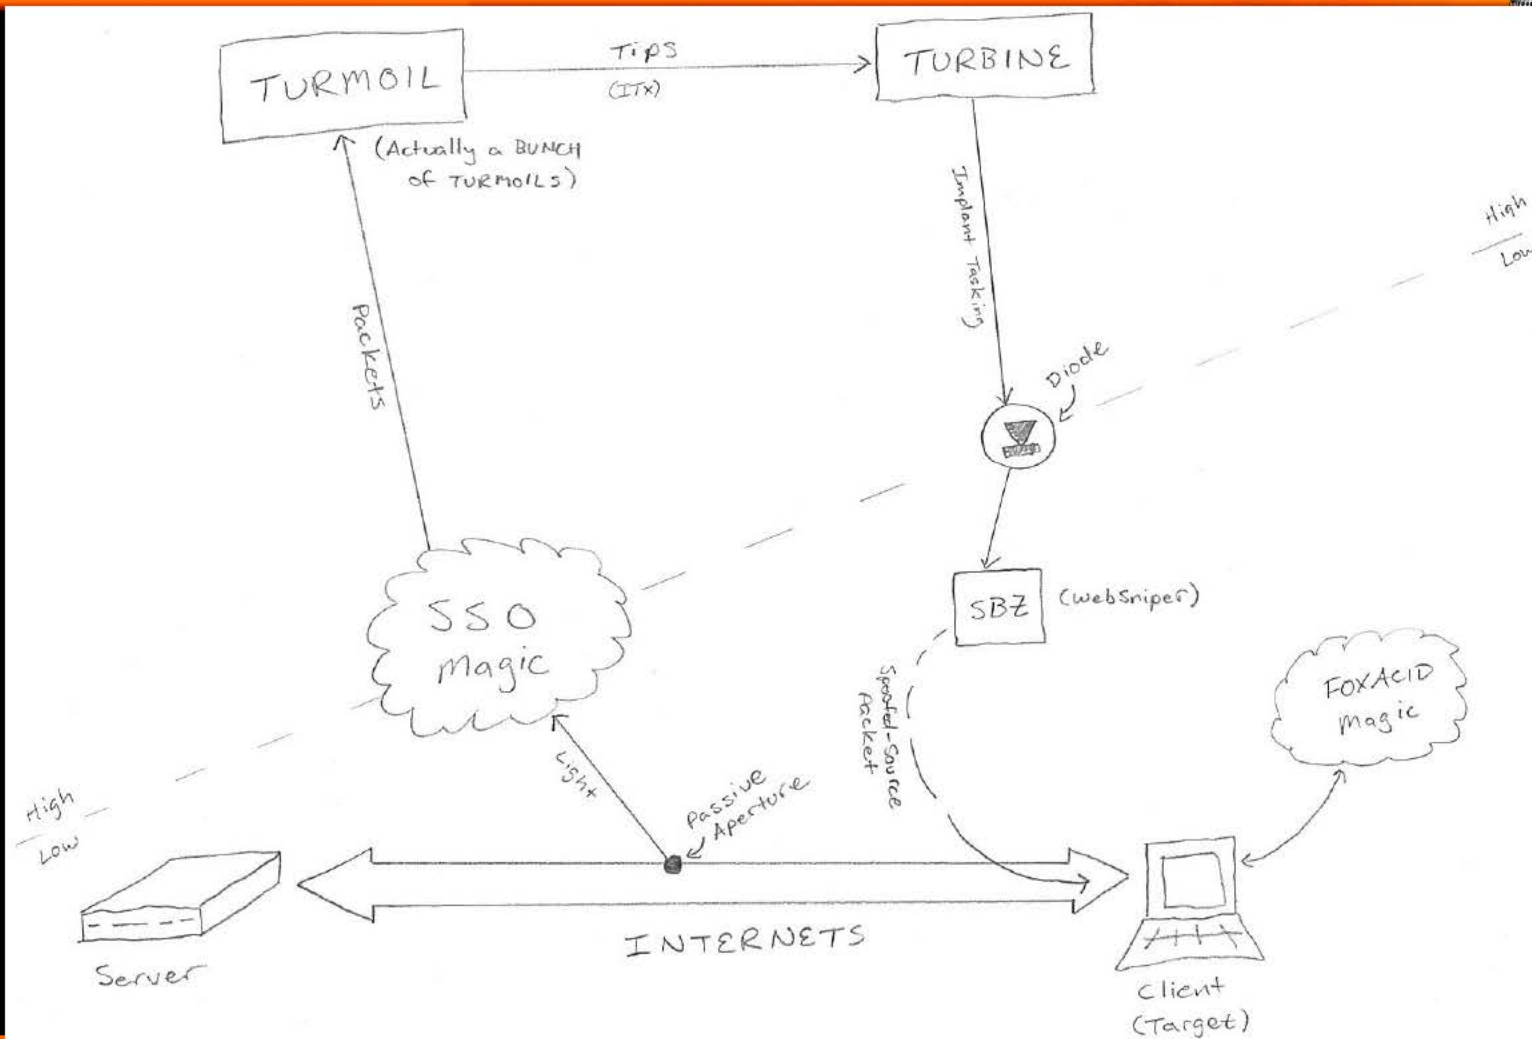 TURMOIL
Tips
(ITx)
TURBINE
(Actually a BUNCH
of TURMOILS)
Packets
Implant Tasking
High
Low
Diode
SSO
magic
SBZ
(WebSniper)
Spoofed-Source
Packet
FOXACID
magic
Light
Passive
Aperture
High
Low
INTERNETS
Server
Client
(Target)